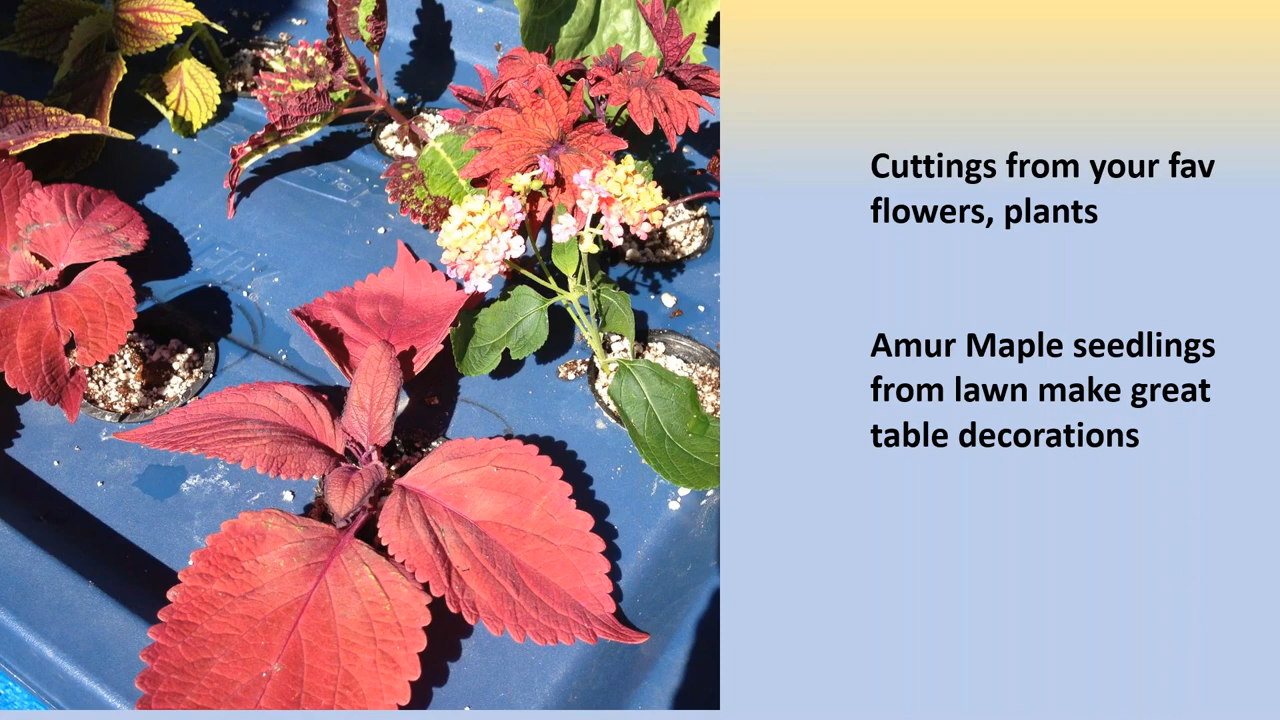 Cuttings from your fav
flowers, plants
Amur Maple seedlings
from lawn make great
table decorations